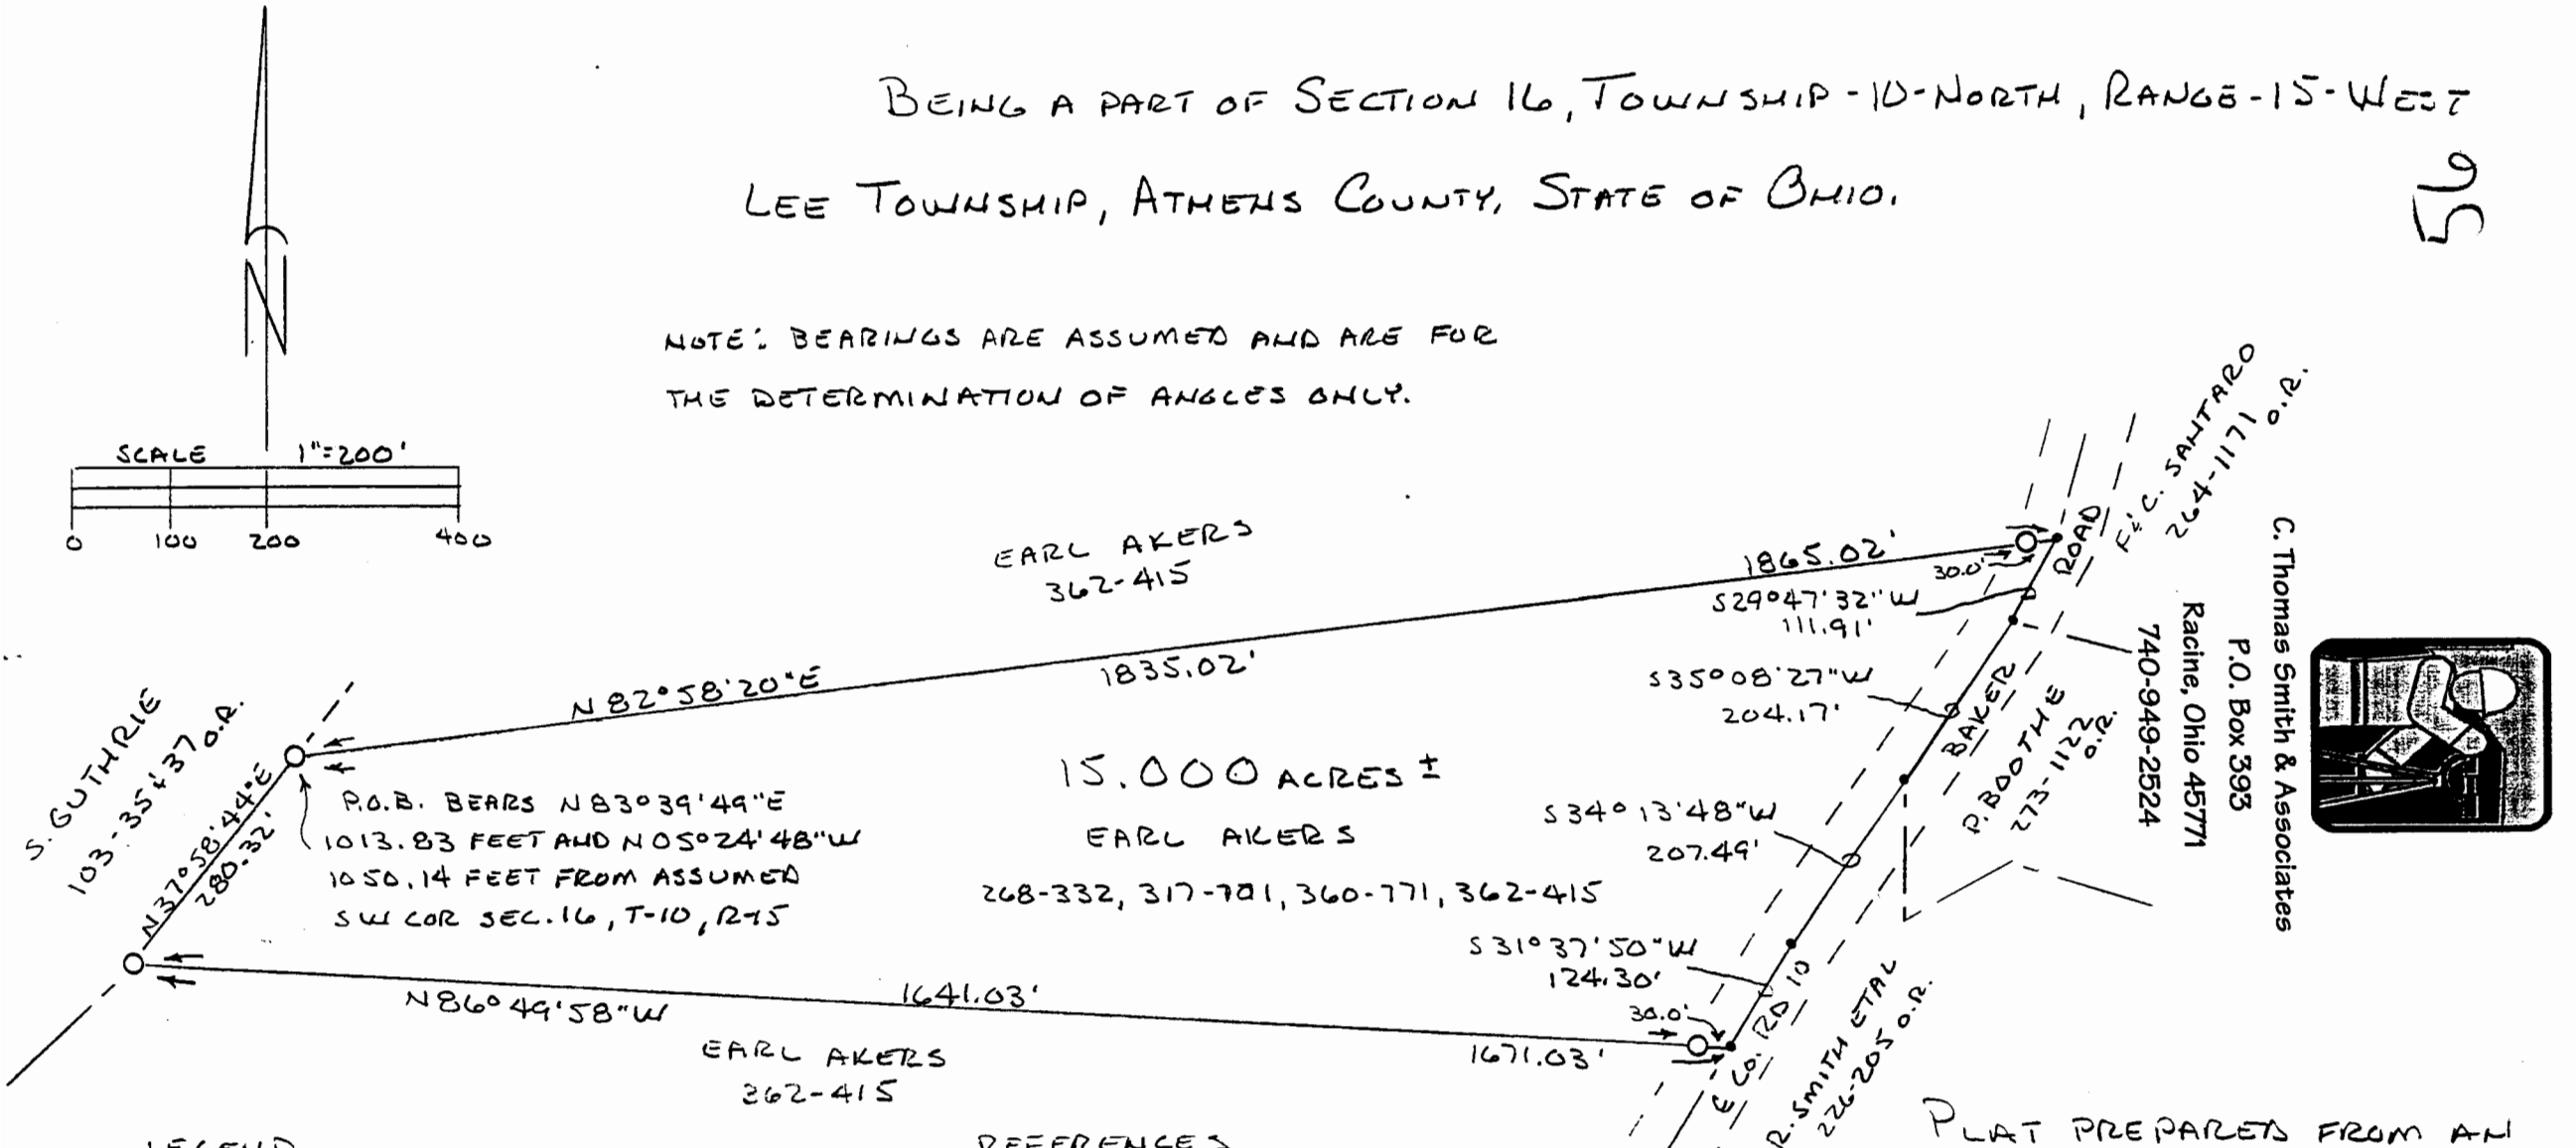 BEING A PART OF SECTION 16, TOWNSHIP-10-NORTH, RANGE-15-WEST
LEE TOWNSHIP, ATHENS COUNTY, STATE OF OHIO.
56
N
NOTE: BEARINGS ARE ASSUMED AND ARE FOR
THE DETERMINATION OF ANGLES ONLY.
SCALE 1"=200'
0 100 200 400
EARL AKERS
362-415
1865.02'
30.0'
ROAD
F.&C. SANTARO
264-1171 O.R.
S29°47'32"W
111.91'
N82°58'20"E
1835.02'
S35°08'27"W
204.17'
BAKER
P. BOOTHE
273-1122 O.R.
C. Thomas Smith & Associates
P.O. Box 393
Racine, Ohio 45771
740-949-2524
S. GUTHRIE
103-35&37 O.R.
N37°58'44"E
280.32'
P.O.B. BEARS N83°39'49"E
1013.83 FEET AND N05°24'48"W
1050.14 FEET FROM ASSUMED
SW COR SEC.16, T-10, R-15
15.000 ACRES ±
EARL AKERS
268-332, 317-701, 360-771, 362-415
S34°13'48"W
207.49'
S31°37'50"W
124.30'
30.0'
N86°49'58"W
1641.03'
1671.03'
EARL AKERS
362-415
CO. RD 10
R. SMITH ETAL
226-205 O.R.
LEGEND
REFERENCES
PLAT PREPARED FROM AN